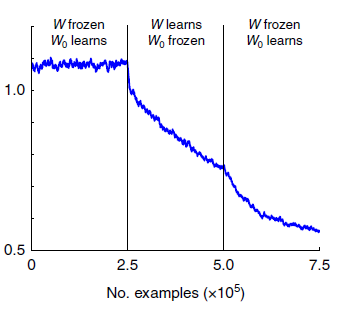 W frozen W learns W frozen
W₀ learns W₀ frozen W₀ learns
1.0
0.5
0 2.5 5.0 7.5
No. examples (×10⁵)